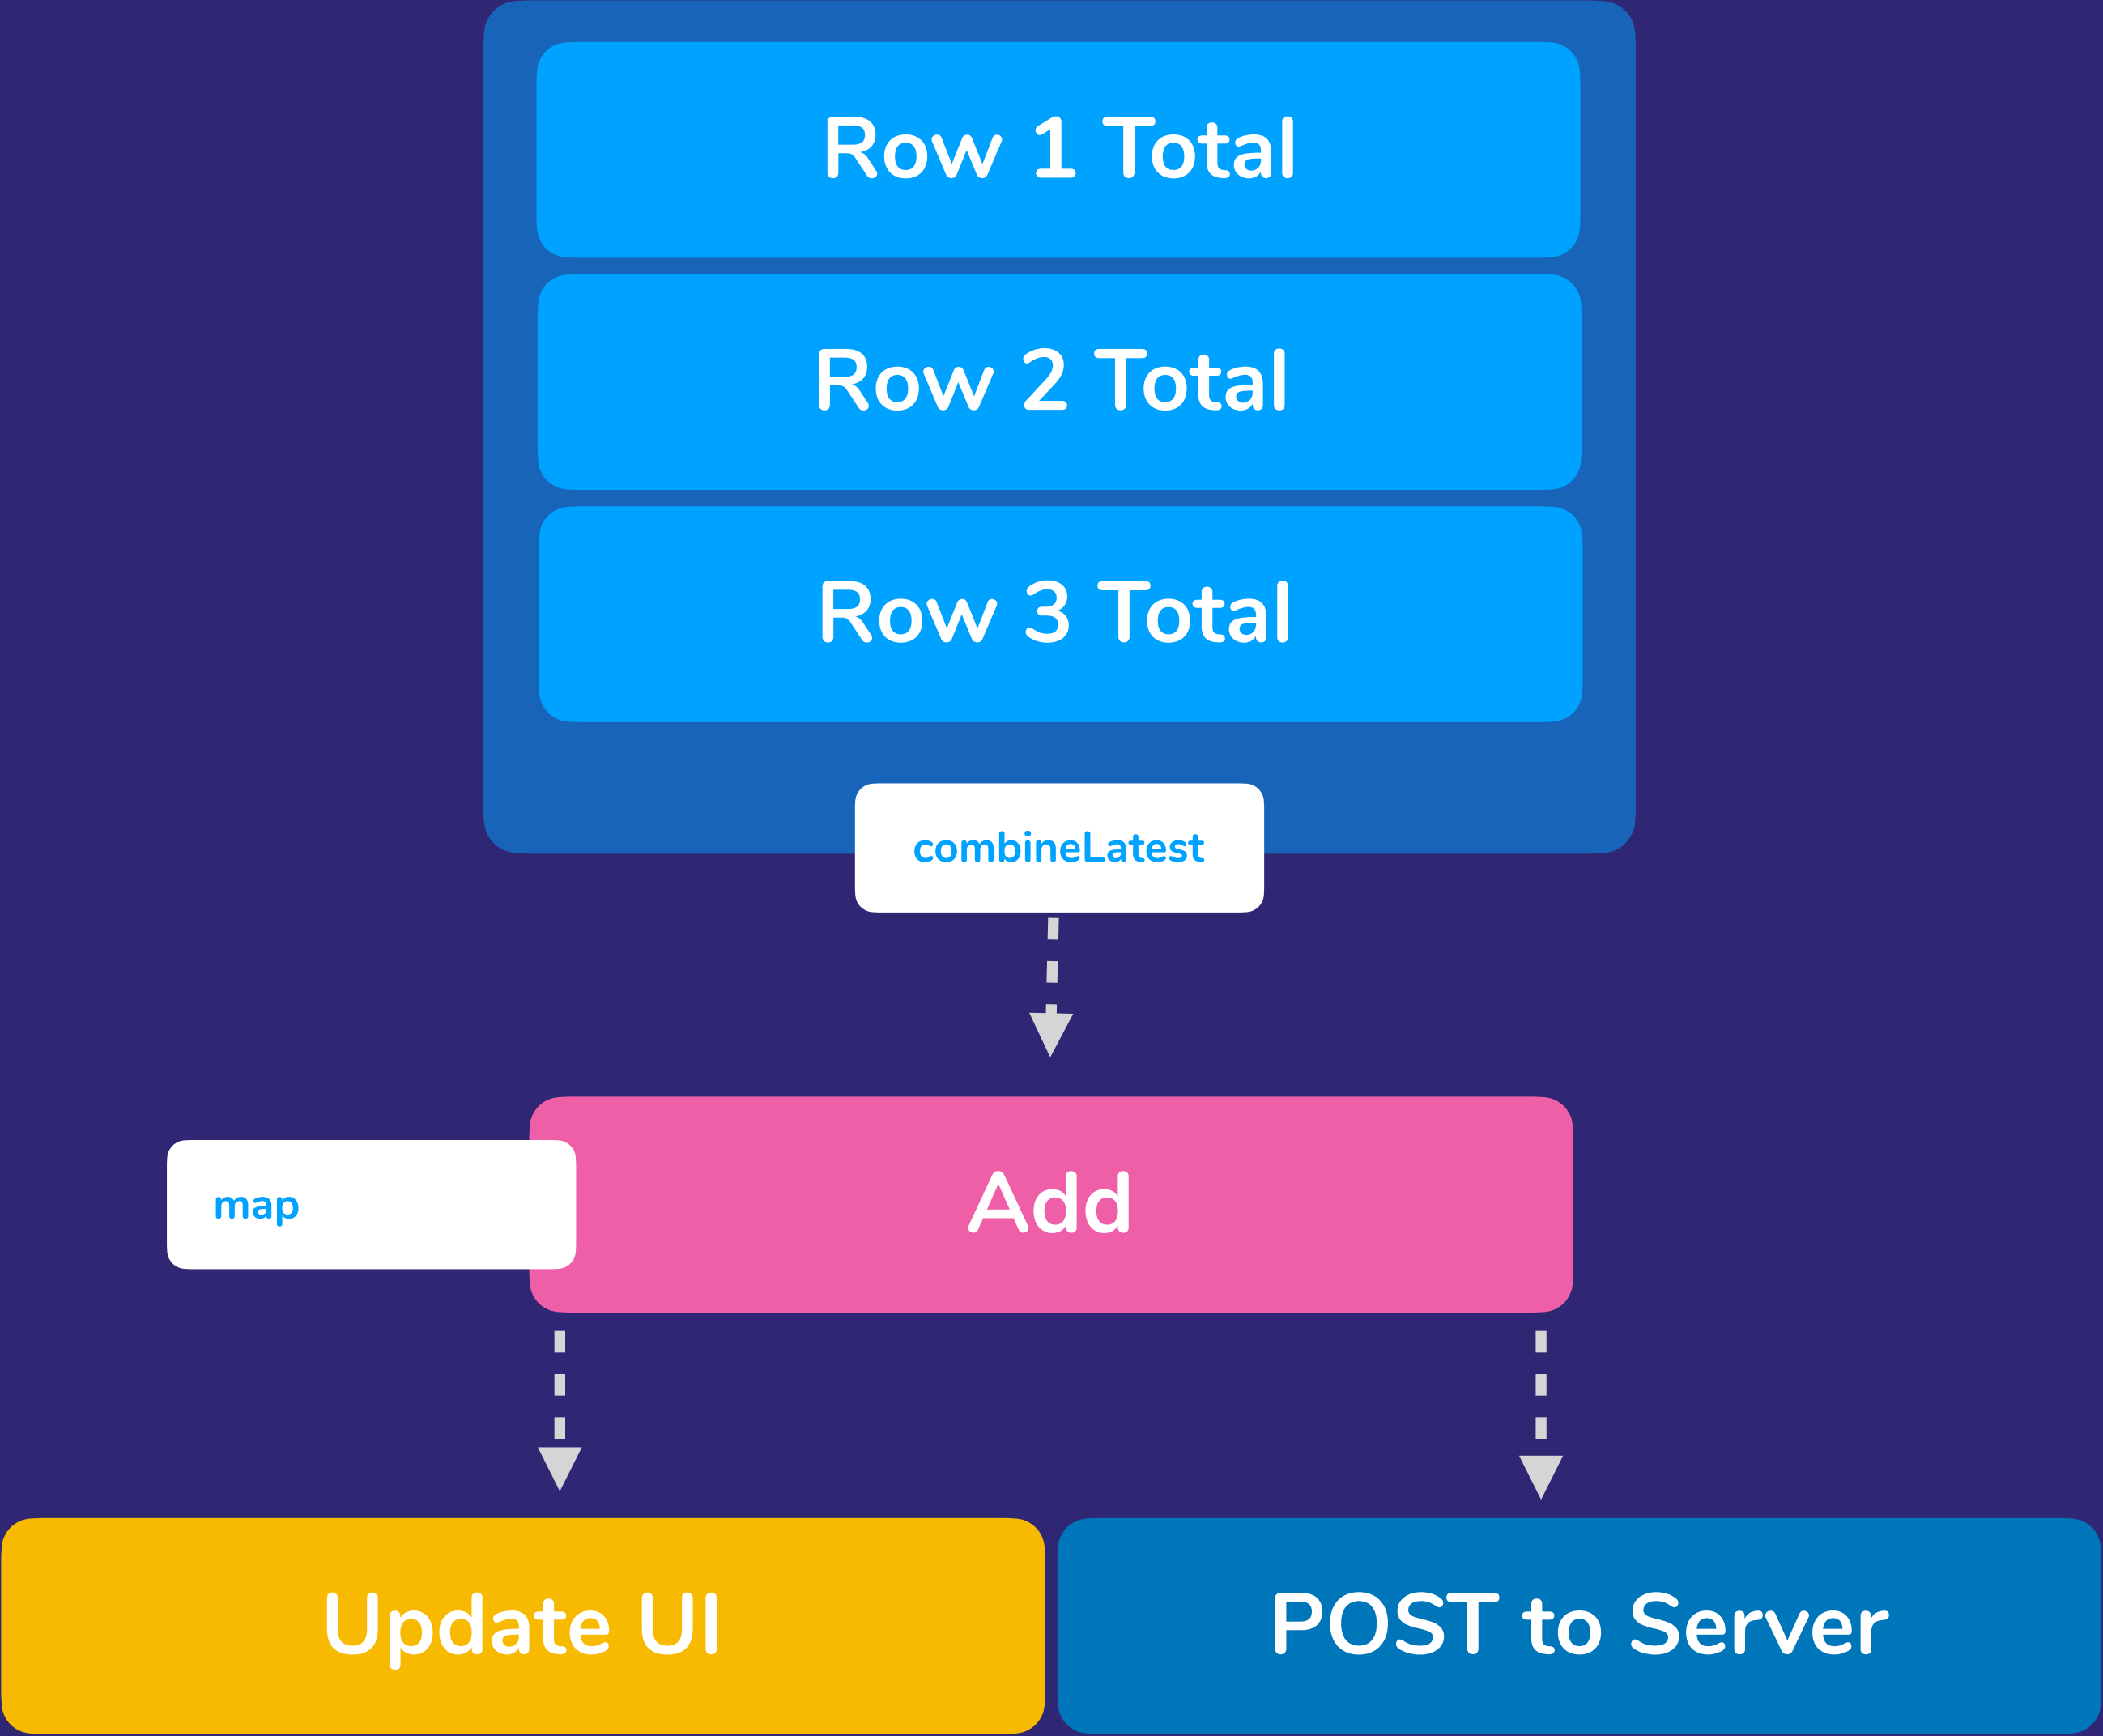 Row 1 Total
Row 2 Total
Row 3 Total
combineLatest
map
Add
Update UI
POST to Server